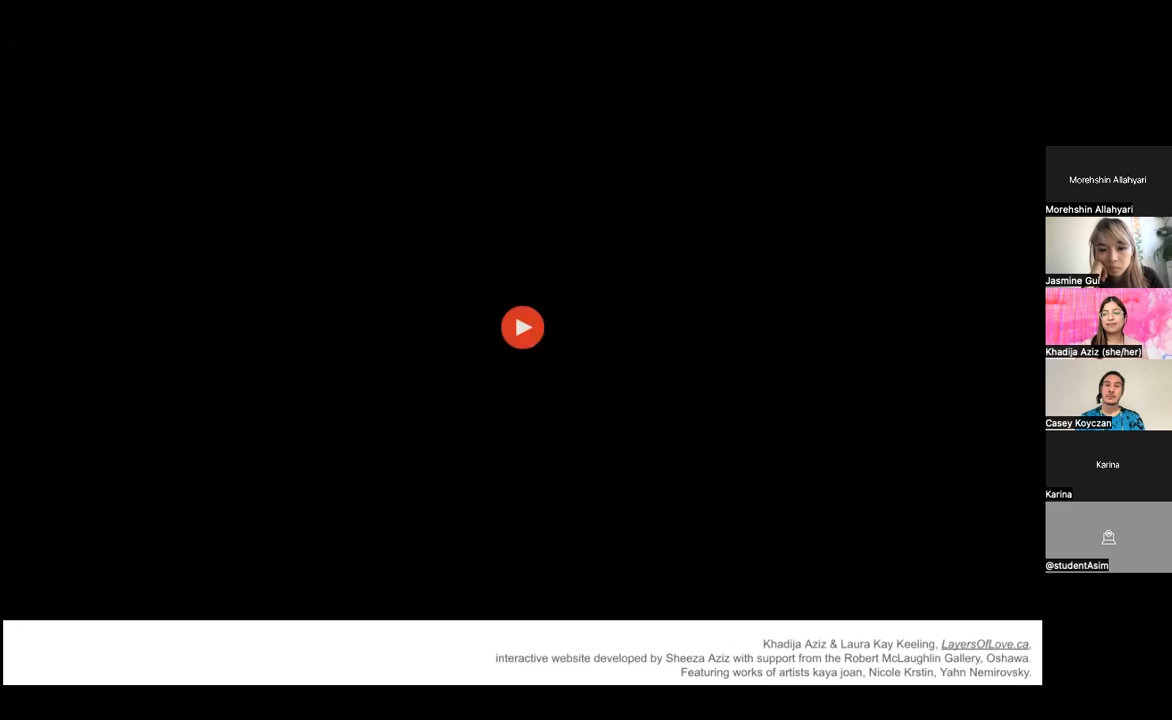 Morehshin Allahyari
Morehshin Allahyari
Jasmine Gui
Khadija Aziz (she/her)
Casey Koyczan
Karina
Karina
@studentAsim
Khadija Aziz & Laura Kay Keeling, LayersOfLove.ca,
interactive website developed by Sheeza Aziz with support from the Robert McLaughlin Gallery, Oshawa.
Featuring works of artists kaya joan, Nicole Krstin, Yahn Nemirovsky.